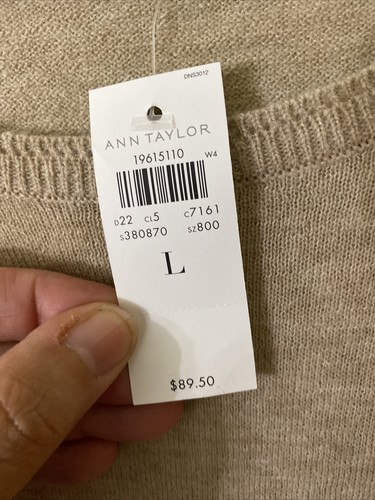 DNS3012
ANN TAYLOR
19615110 W4
D22 CL5 C7161
S380870 SZ800
L
$89.50